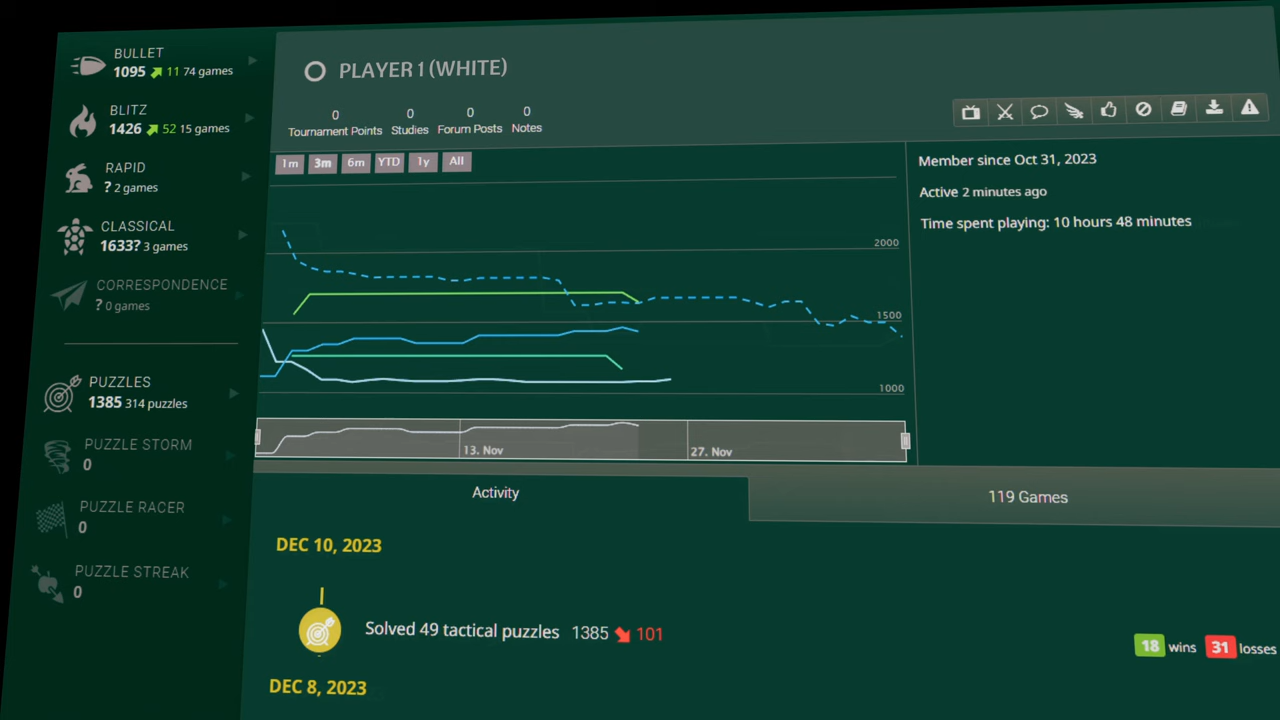 BULLET
1095 11 74 games
BLITZ
1426 52 15 games
RAPID
? 2 games
CLASSICAL
1633? 3 games
CORRESPONDENCE
? 0 games
PUZZLES
1385 314 puzzles
PUZZLE STORM
0
PUZZLE RACER
0
PUZZLE STREAK
0
PLAYER 1 (WHITE)
0 0 0 0
Tournament Points Studies Forum Posts Notes
1m 3m 6m YTD 1y All
2000
1500
1000
13. Nov 27. Nov
Member since Oct 31, 2023
Active 2 minutes ago
Time spent playing: 10 hours 48 minutes
Activity 119 Games
DEC 10, 2023
Solved 49 tactical puzzles 1385 101
18 wins 31 losses
DEC 8, 2023